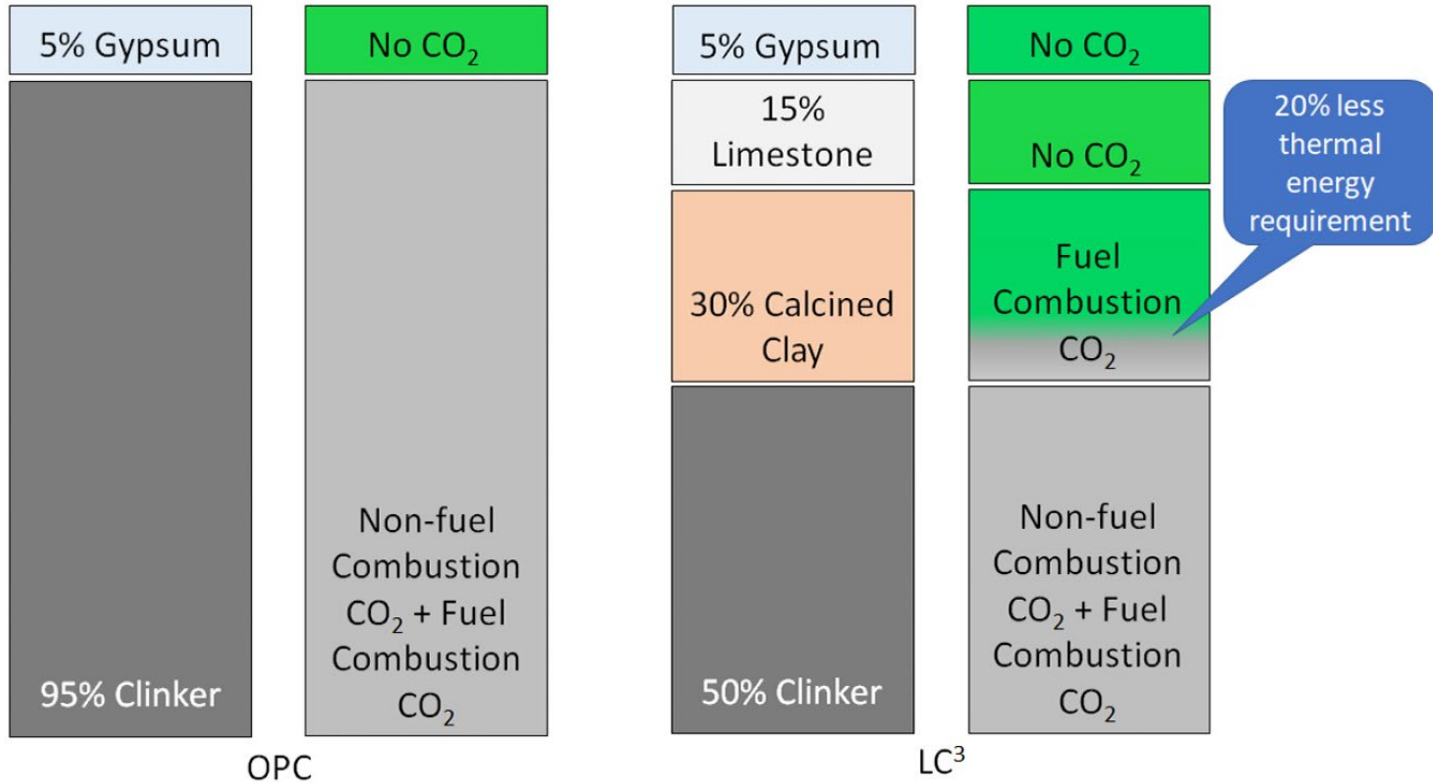 5% Gypsum
No CO₂
95% Clinker
Non-fuel
Combustion
CO₂ + Fuel
Combustion
CO₂
OPC
5% Gypsum
15%
Limestone
30% Calcined
Clay
50% Clinker
No CO₂
No CO₂
Fuel
Combustion
CO₂
Non-fuel
Combustion
CO₂ + Fuel
Combustion
CO₂
20% less
thermal
energy
requirement
LC³